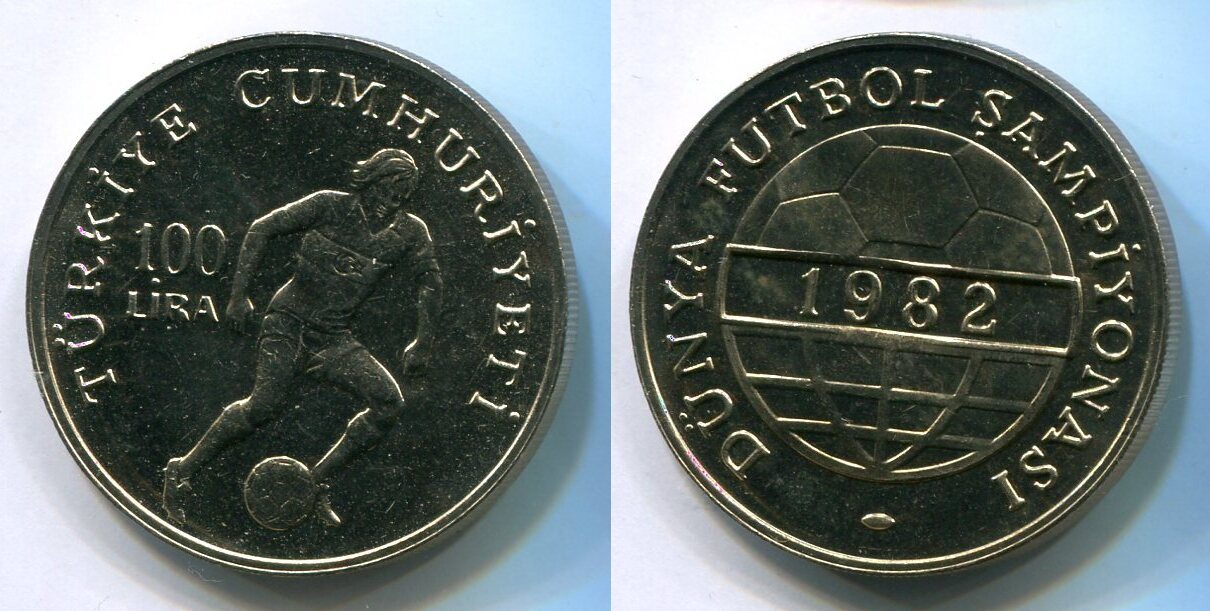 TÜRKİYE CUMHURİYETİ
100
LİRA
DÜNYA FUTBOL ŞAMPİYONASI
1982